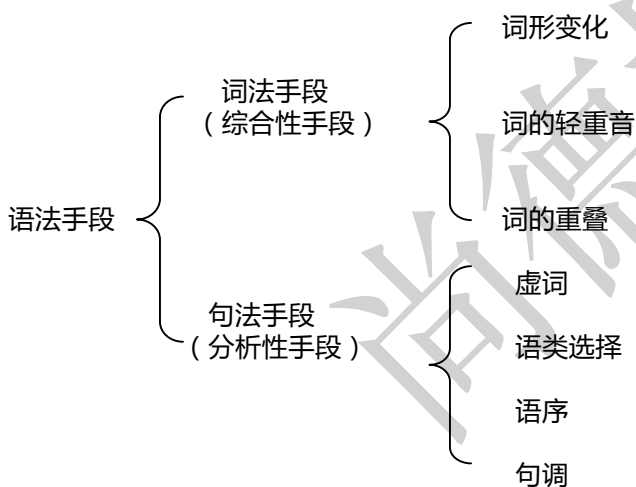 语法手段
词法手段
（综合性手段）
词形变化
词的轻重音
词的重叠
句法手段
（分析性手段）
虚词
语类选择
语序
句调
尚德